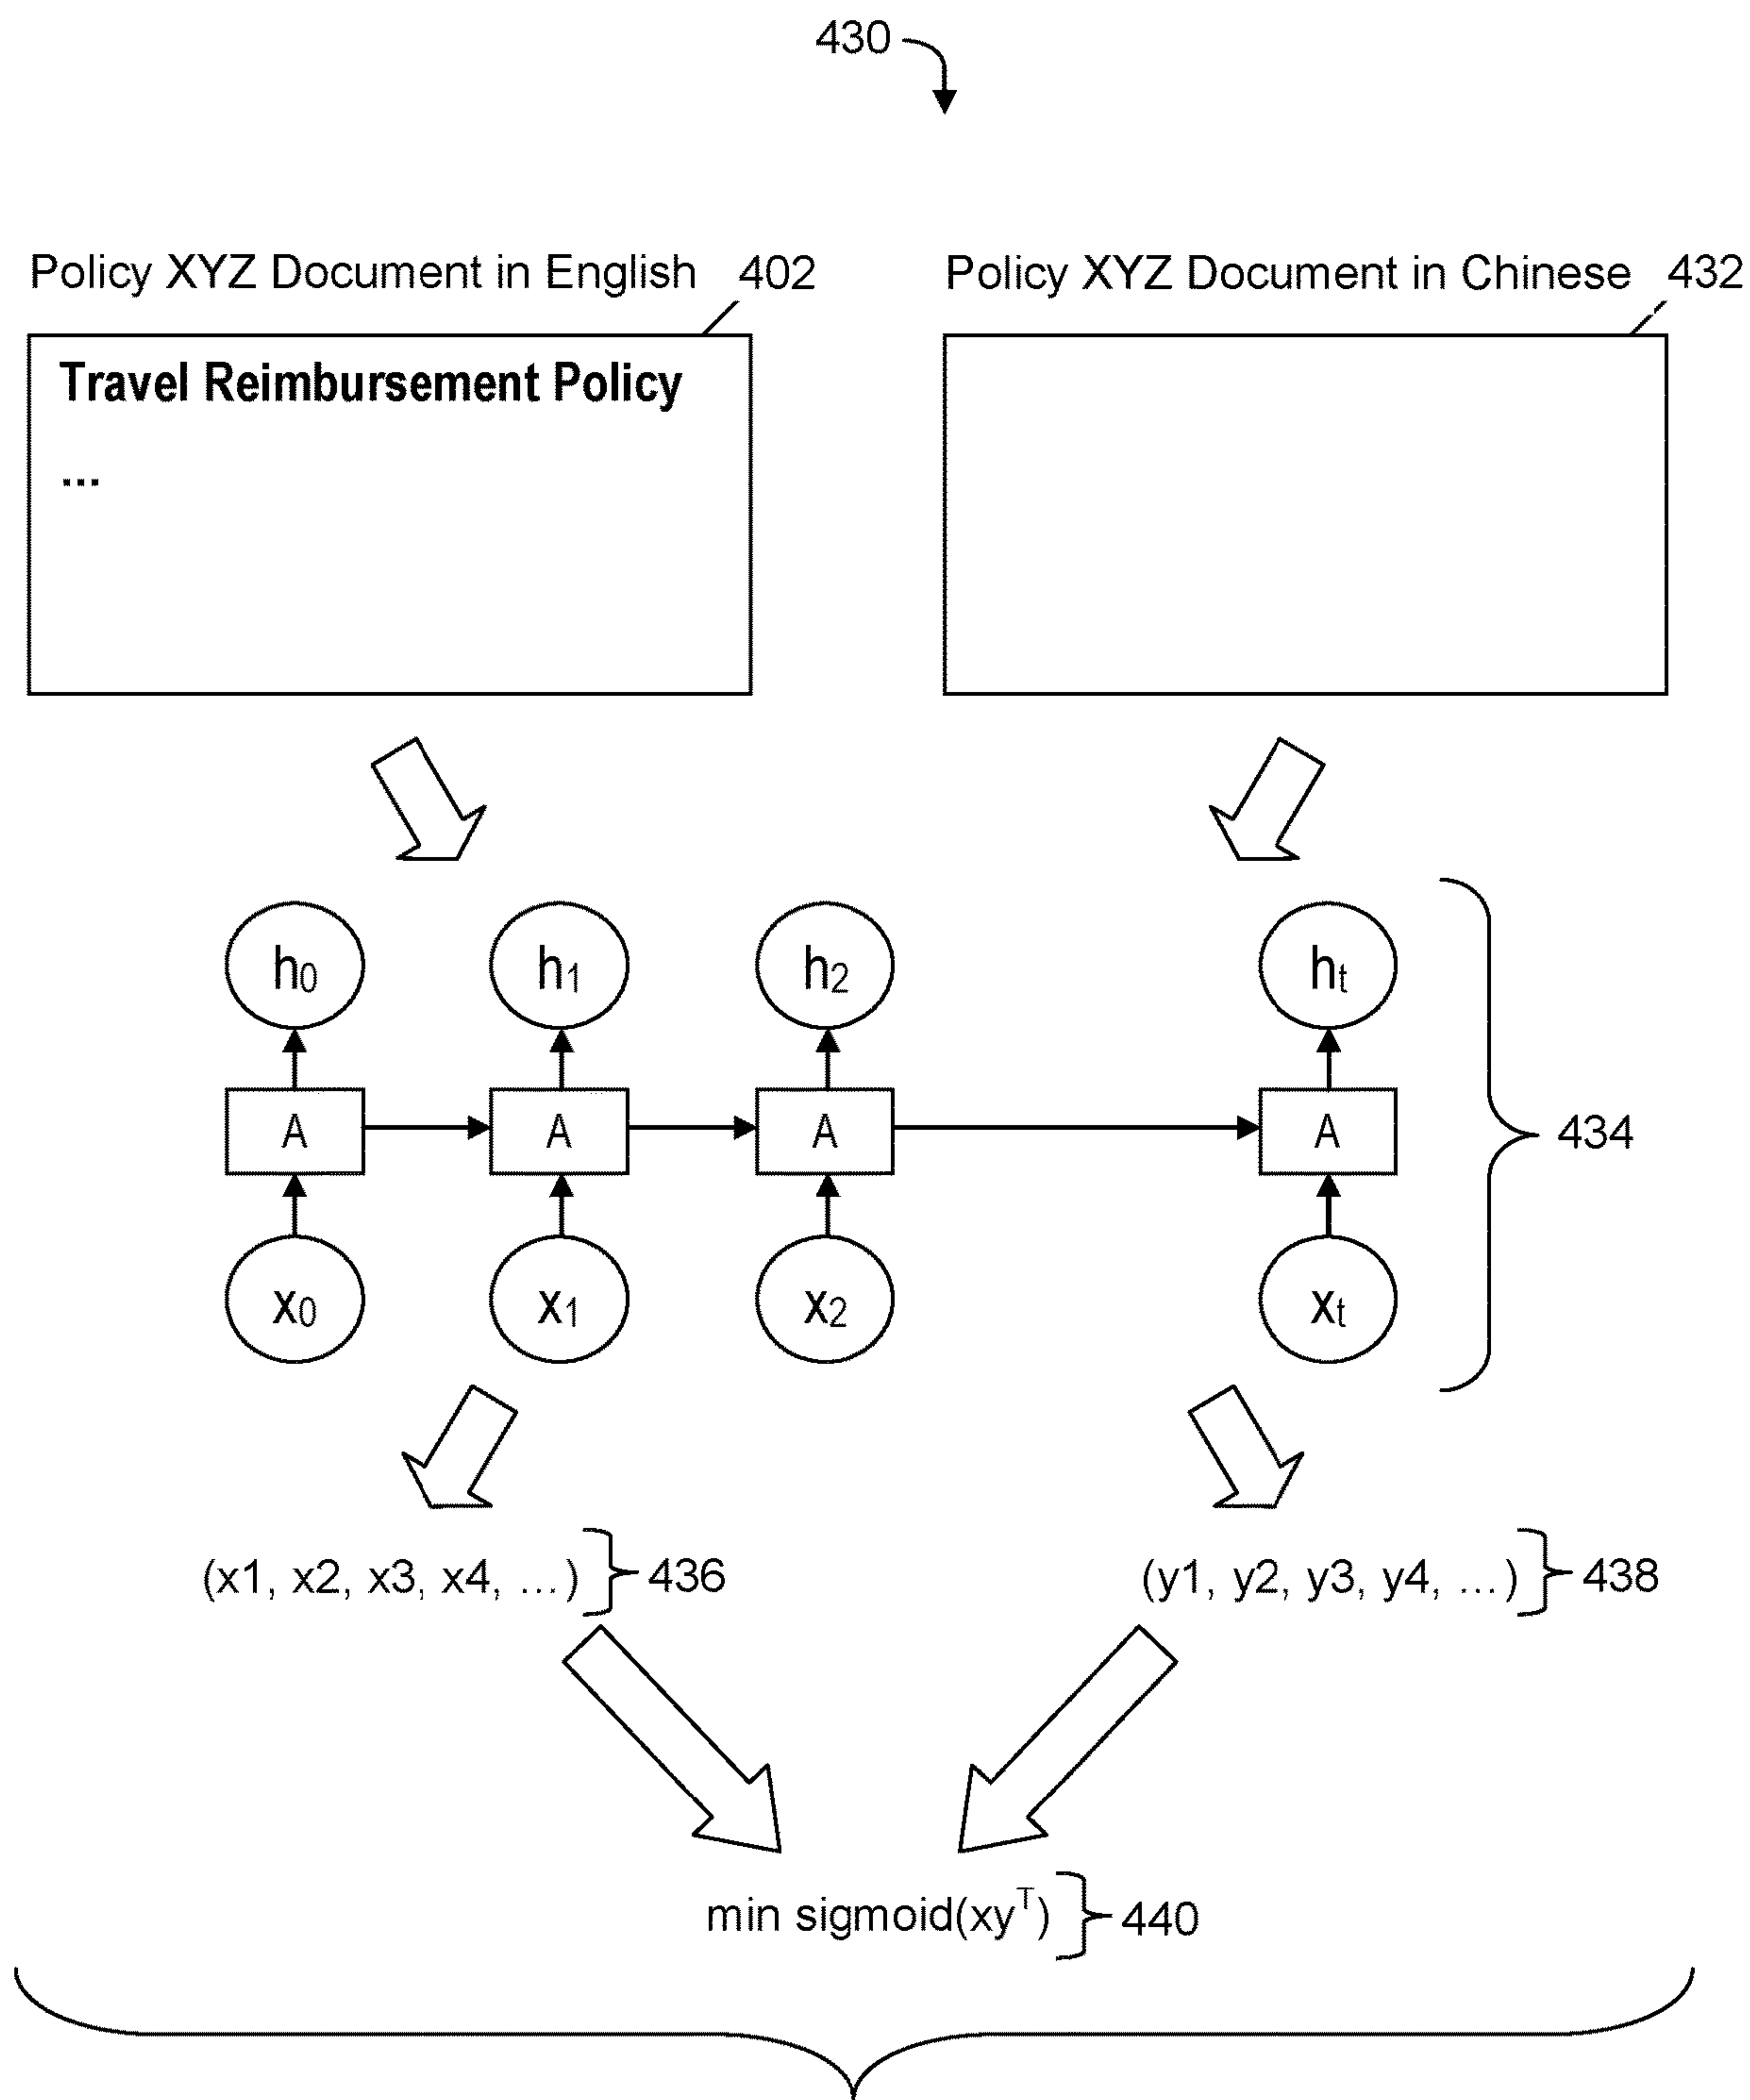 430
Policy XYZ Document in English 402
Policy XYZ Document in Chinese 432
Travel Reimbursement Policy
...
h0 h1 h2 ht
A A A A
434
x0 x1 x2 xt
(x1, x2, x3, x4, ...) 436
(y1, y2, y3, y4, ...) 438
min sigmoid(xyᵀ) 440